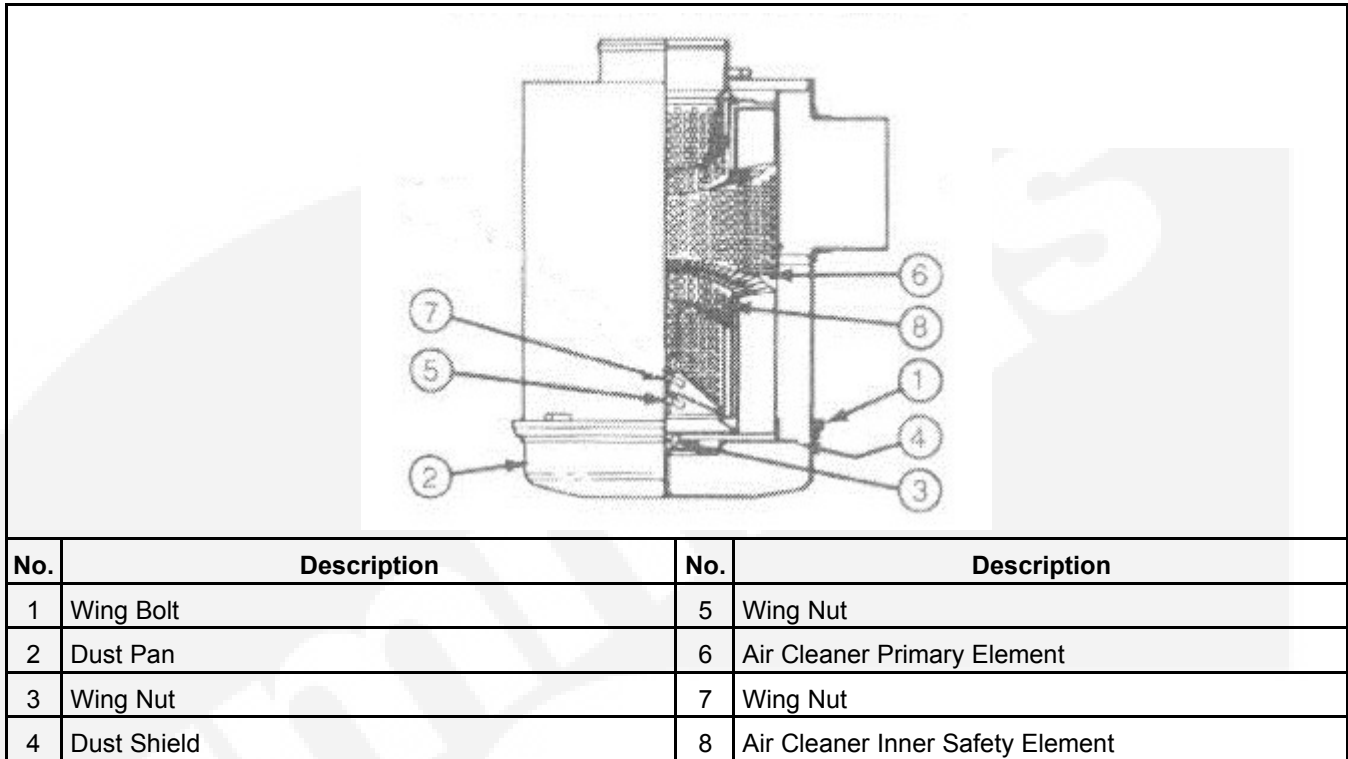 6
7
8
5
1
4
2
3
No. Description No. Description
1 Wing Bolt 5 Wing Nut
2 Dust Pan 6 Air Cleaner Primary Element
3 Wing Nut 7 Wing Nut
4 Dust Shield 8 Air Cleaner Inner Safety Element